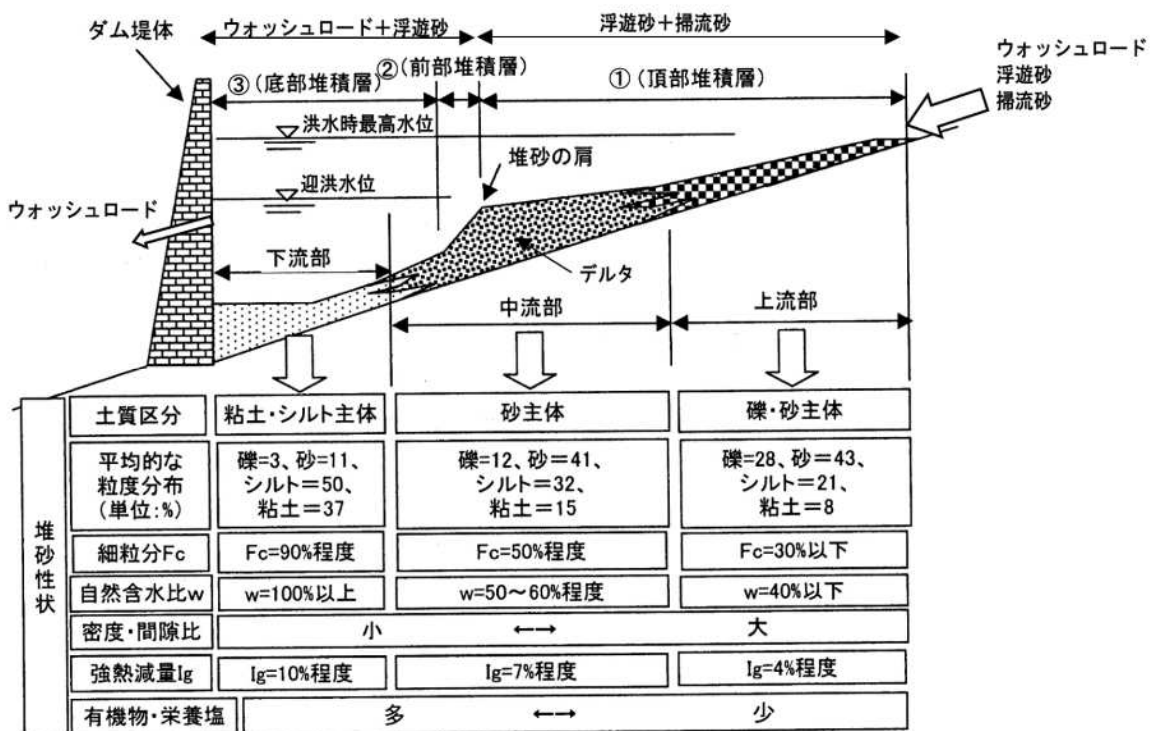 ダム堤体
ウォッシュロード＋浮遊砂
浮遊砂＋掃流砂
ウォッシュロード
浮遊砂
掃流砂
③(底部堆積層)
②(前部堆積層)
①(頂部堆積層)
洪水時最高水位
堆砂の肩
迎洪水位
ウォッシュロード
下流部
デルタ
中流部
上流部
堆砂性状
土質区分
粘土・シルト主体
砂主体
礫・砂主体
平均的な
粒度分布
(単位:%)
礫=3、砂=11、
シルト=50、
粘土=37
礫=12、砂=41、
シルト=32、
粘土=15
礫=28、砂=43、
シルト=21、
粘土=8
細粒分Fc
Fc=90%程度
Fc=50%程度
Fc=30%以下
自然含水比w
w=100%以上
w=50～60%程度
w=40%以下
密度・間隙比
小 ←→ 大
強熱減量Ig
Ig=10%程度
Ig=7%程度
Ig=4%程度
有機物・栄養塩
多 ←→ 少